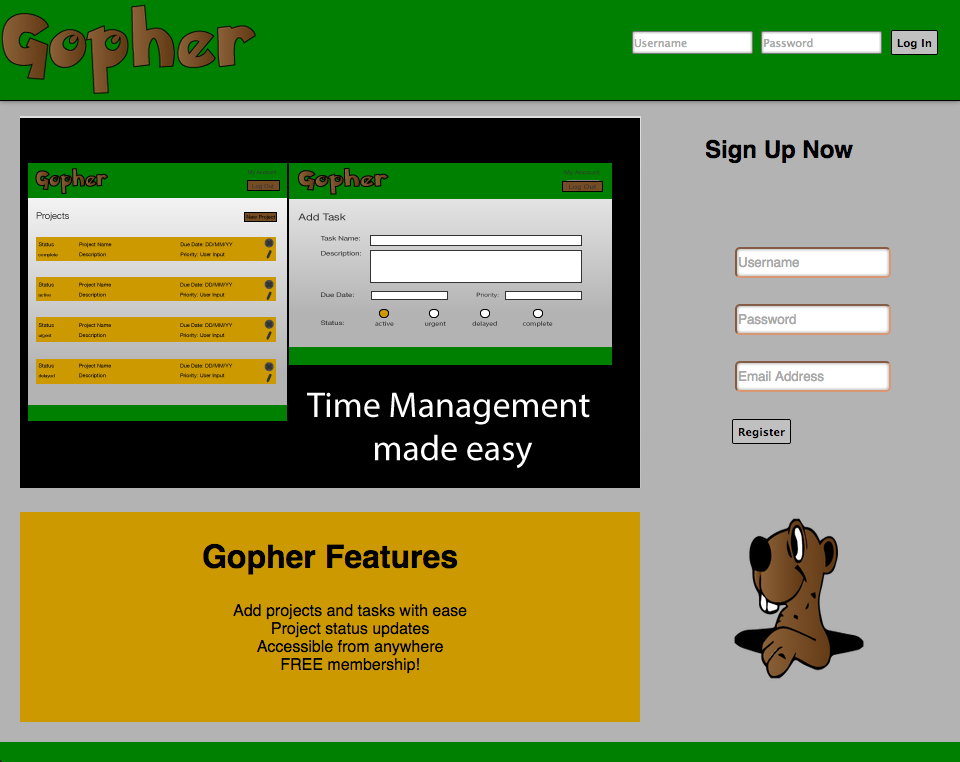 Gopher
Username
Password
Log In
Gopher
My Account
Log Out
Projects
New Project
Status Project Name Due Date: DD/MM/YY
complete Description Priority: User Input
Status Project Name Due Date: DD/MM/YY
active Description Priority: User Input
Status Project Name Due Date: DD/MM/YY
urgent Description Priority: User Input
Status Project Name Due Date: DD/MM/YY
delayed Description Priority: User Input
Gopher
My Account
Log Out
Add Task
Task Name:
Description:
Due Date:
Priority:
Status:
active urgent delayed complete
Time Management
made easy
Sign Up Now
Username
Password
Email Address
Register
Gopher Features
Add projects and tasks with ease
Project status updates
Accessible from anywhere
FREE membership!